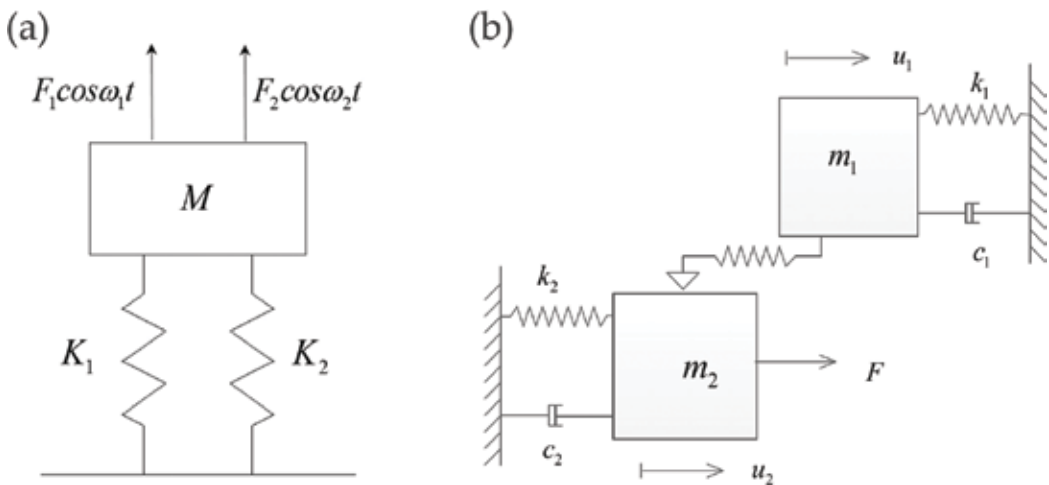 (a)
F₁cosω₁t
F₂cosω₂t
M
K₁
K₂
(b)
u₁
k₁
m₁
c₁
k₂
m₂
F
c₂
u₂